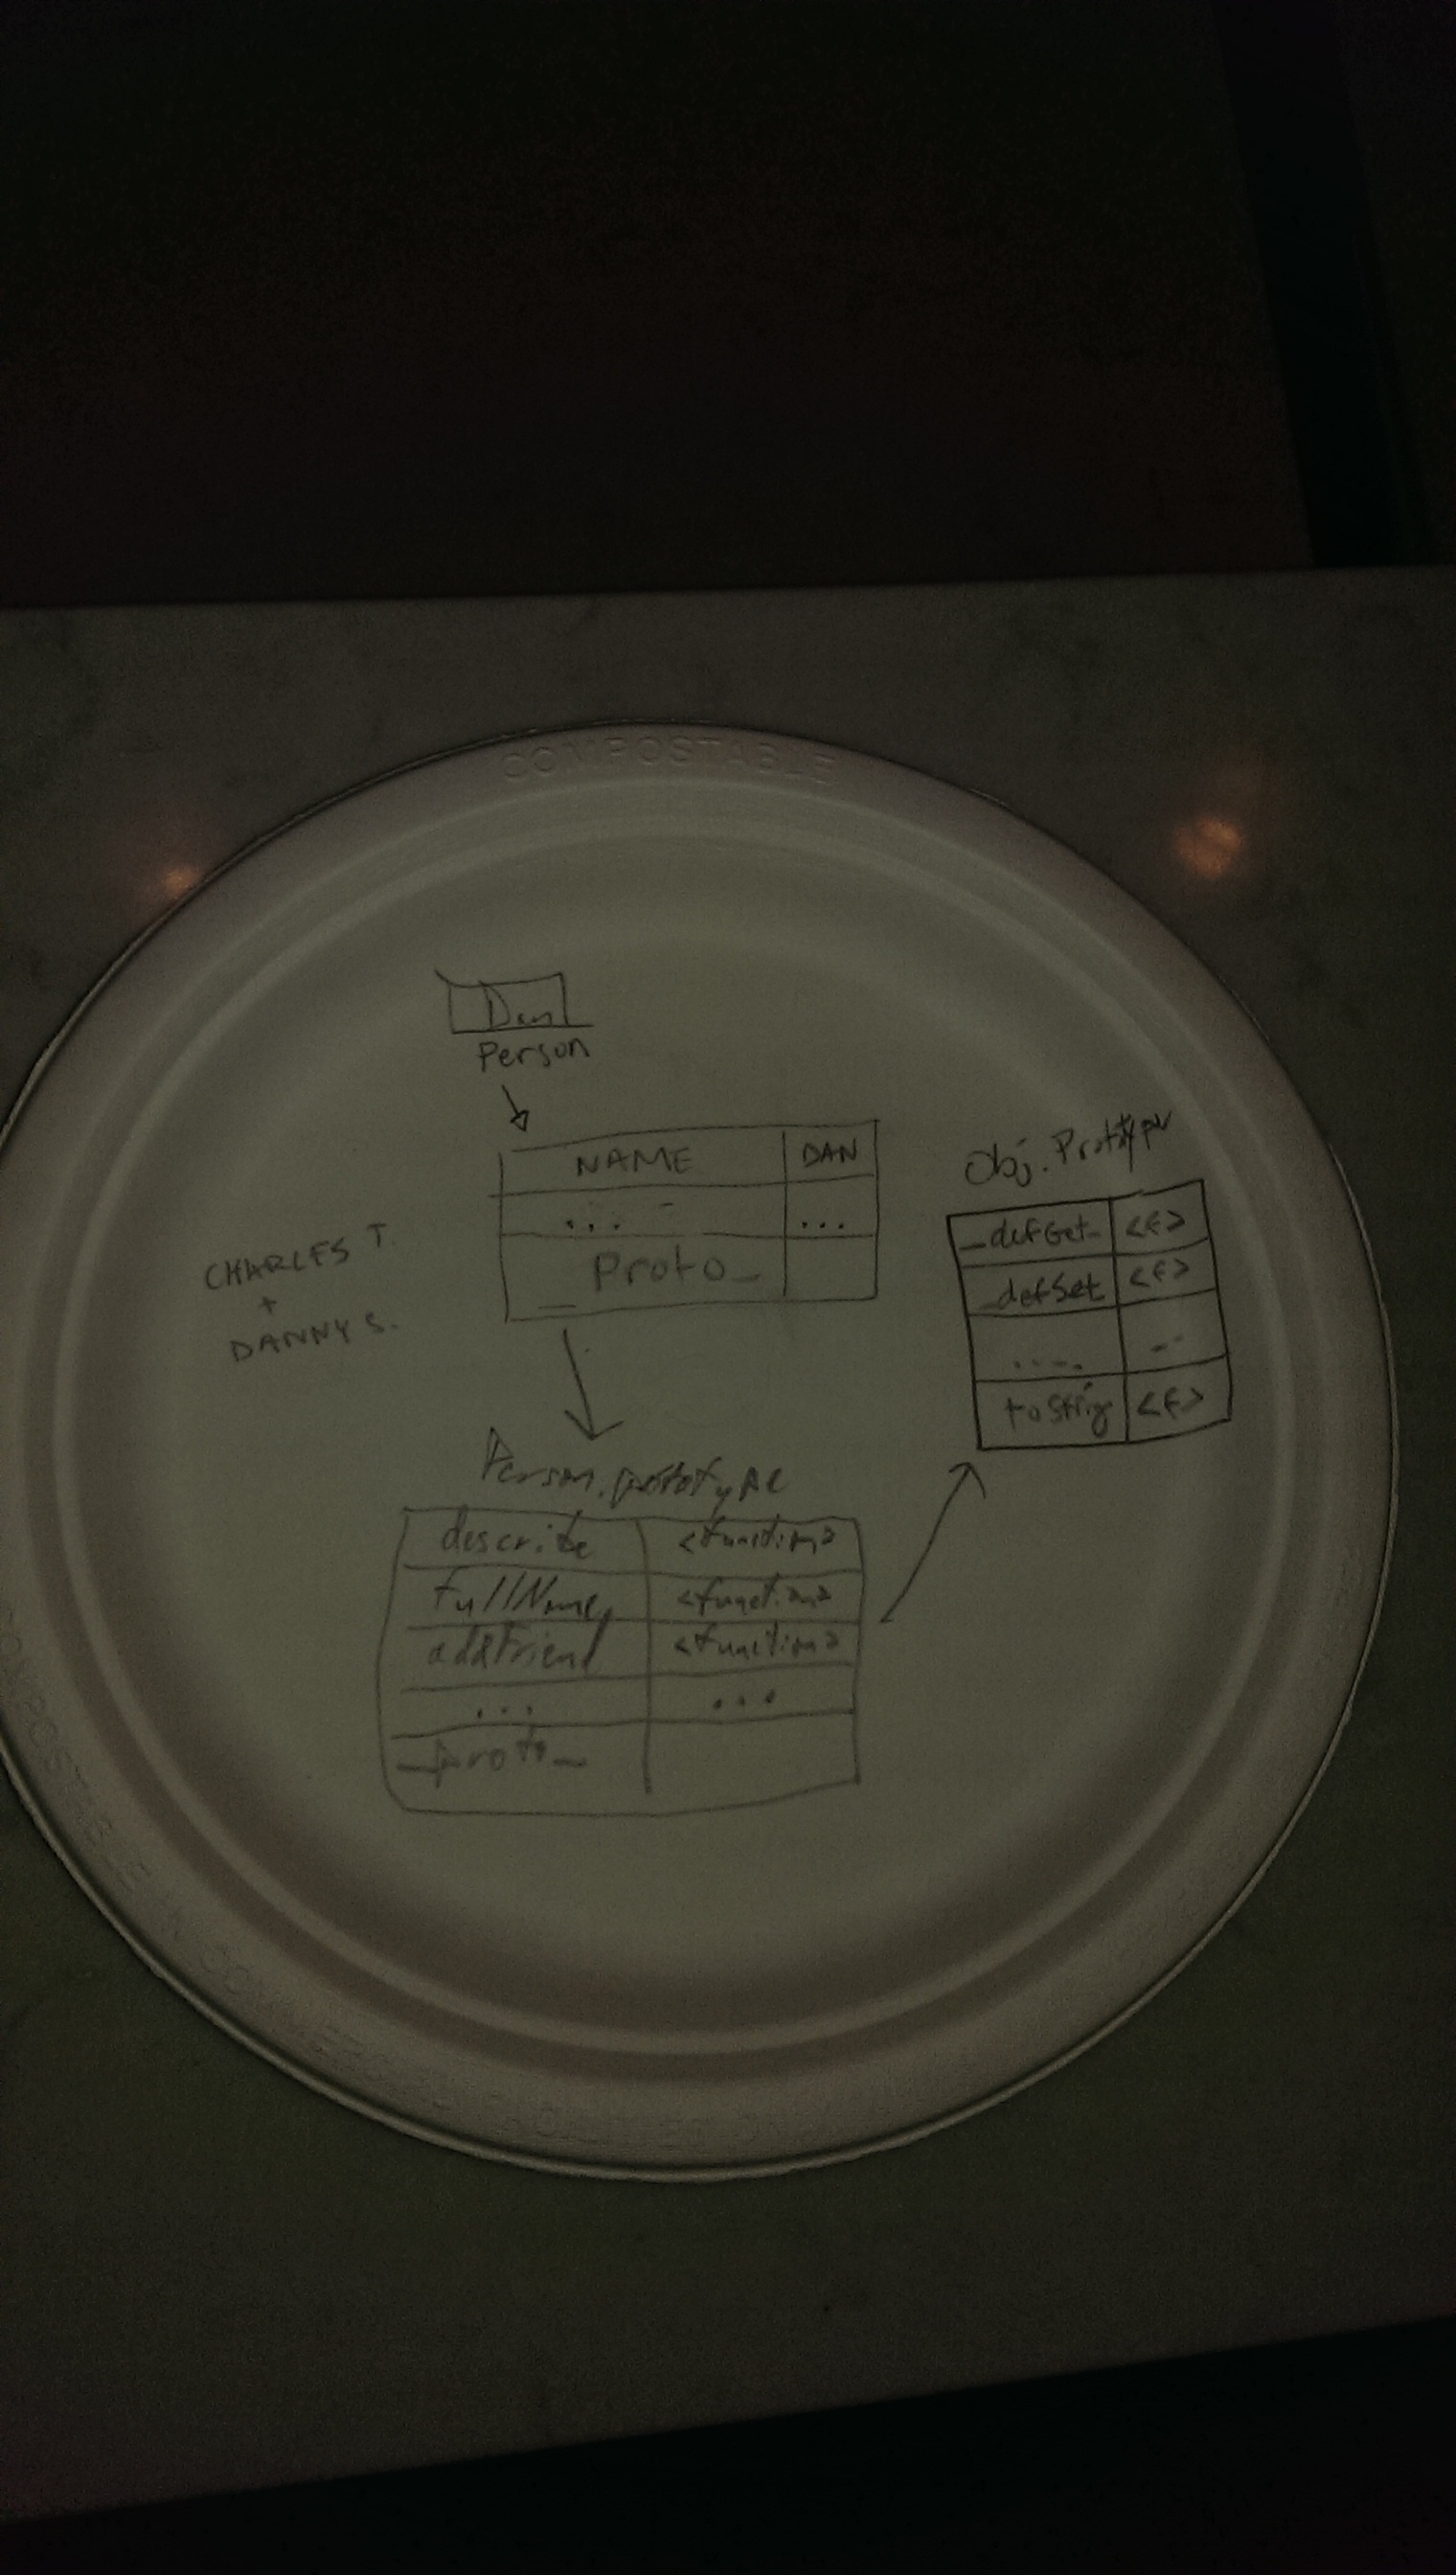 COMPOSTABLE
Dan
Person
NAME DAN
... ...
__Proto_
CHARLES T.
+
DANNY S.
Obj. Prototype
_defGet_ <F>
_defSet <F>
.... --
toString <F>
Person.prototype
describe <function>
fullName <function>
addFriend <function>
... ...
_proto_
COMPOSTABLE